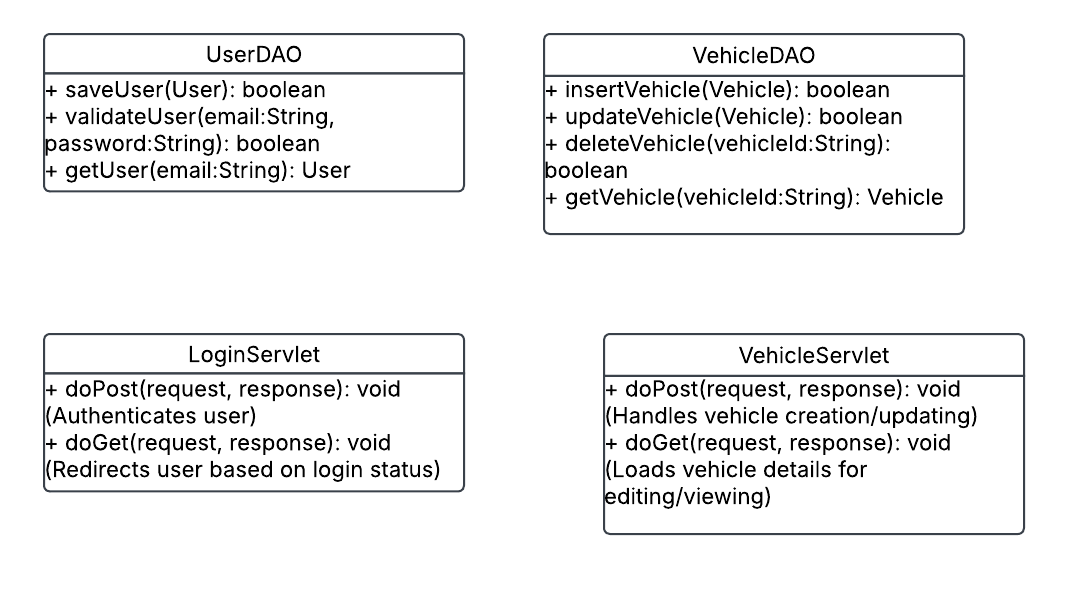 UserDAO
+ saveUser(User): boolean
+ validateUser(email:String,
password:String): boolean
+ getUser(email:String): User
VehicleDAO
+ insertVehicle(Vehicle): boolean
+ updateVehicle(Vehicle): boolean
+ deleteVehicle(vehicleId:String):
boolean
+ getVehicle(vehicleId:String): Vehicle
LoginServlet
+ doPost(request, response): void
(Authenticates user)
+ doGet(request, response): void
(Redirects user based on login status)
VehicleServlet
+ doPost(request, response): void
(Handles vehicle creation/updating)
+ doGet(request, response): void
(Loads vehicle details for
editing/viewing)